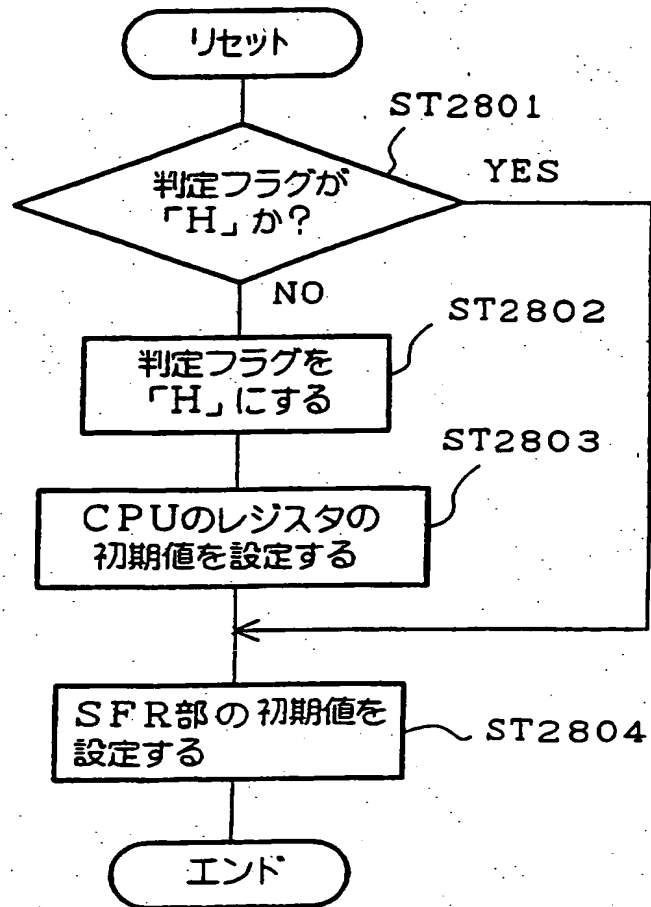 リセット
ST2801
判定フラグが
「H」か?
YES
NO
ST2802
判定フラグを
「H」にする
ST2803
CPUのレジスタの
初期値を設定する
SFR部の初期値を
設定する
ST2804
エンド